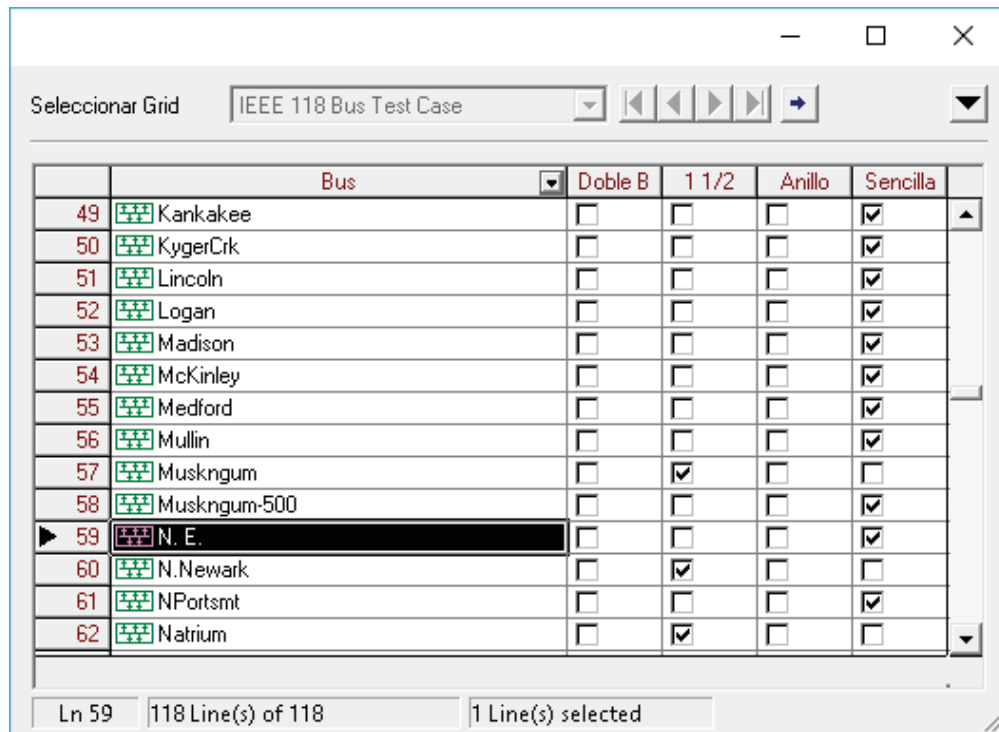 Seleccionar Grid IEEE 118 Bus Test Case
Bus Doble B 1 1/2 Anillo Sencilla
49 Kankakee
50 KygerCrk
51 Lincoln
52 Logan
53 Madison
54 McKinley
55 Medford
56 Mullin
57 Muskngum
58 Muskngum-500
59 N. E.
60 N.Newark
61 NPortsmt
62 Natrium
Ln 59 118 Line(s) of 118 1 Line(s) selected